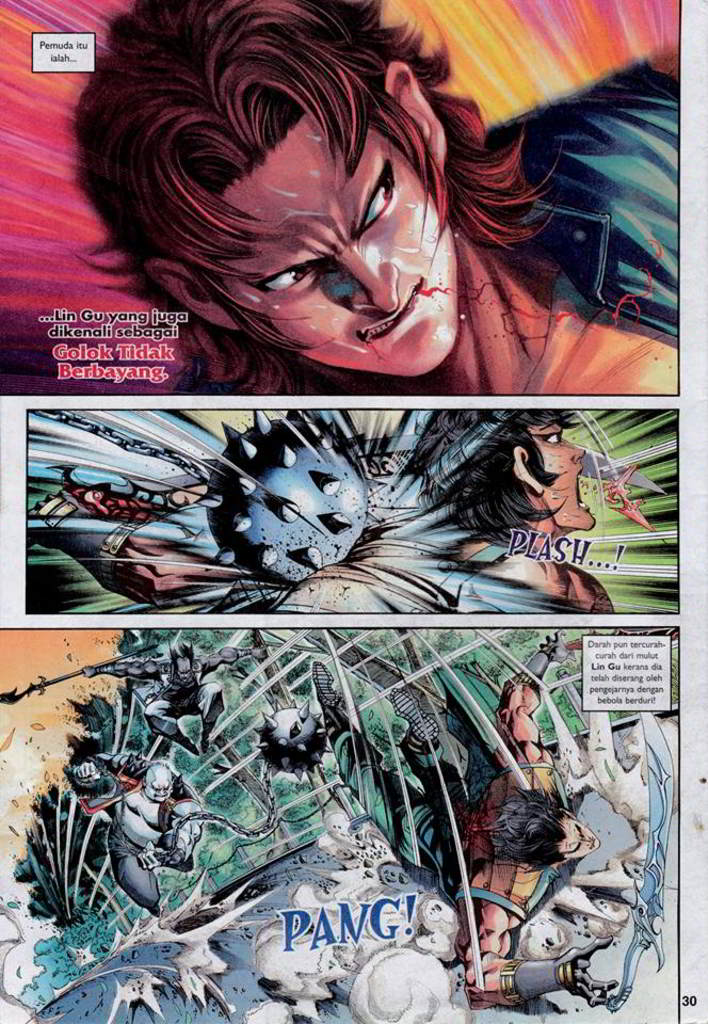 Pemuda itu
ialah...
...Lin Gu yang juga
dikenali sebagai
Golok Tidak
Berbayang.
PLASH....!
Darah pun tercurah-
curah dari mulut
Lin Gu kerana dia
telah diserang oleh
pengejarnya dengan
bebola berduri!
PANG!
30